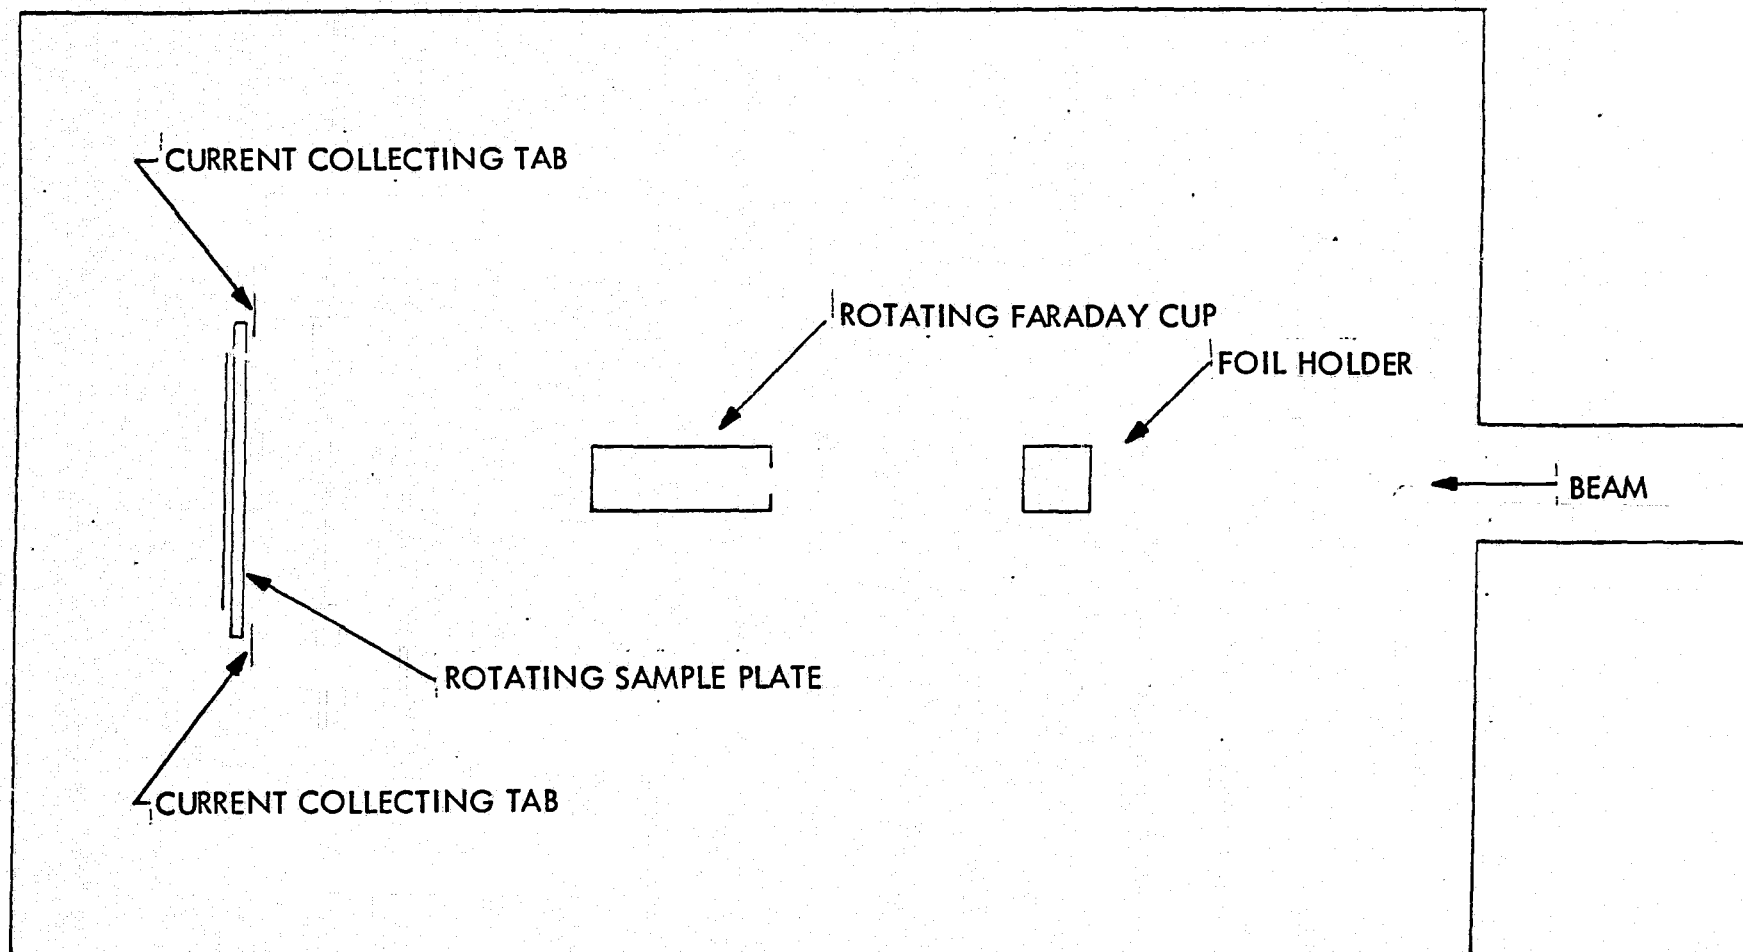 CURRENT COLLECTING TAB
ROTATING FARADAY CUP
FOIL HOLDER
BEAM
ROTATING SAMPLE PLATE
CURRENT COLLECTING TAB